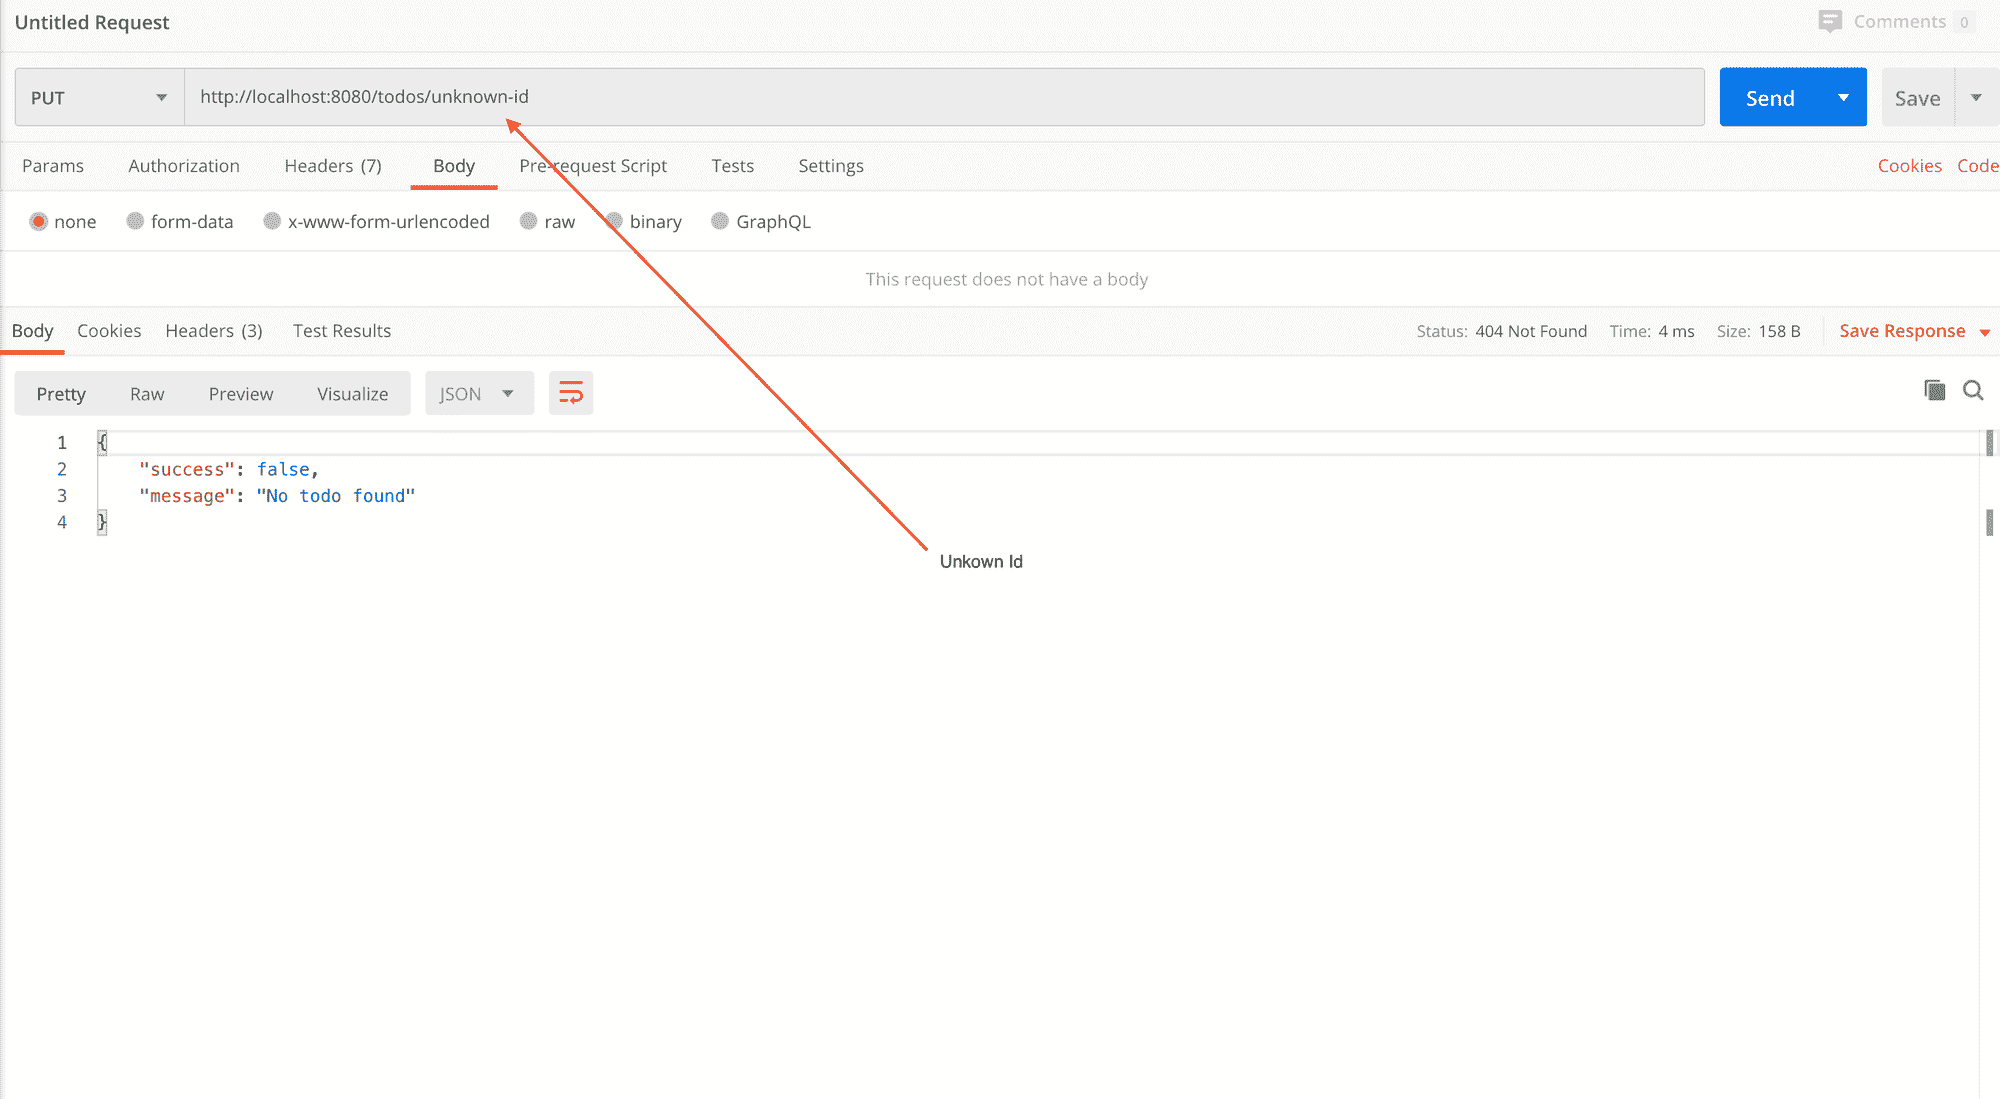 Untitled Request Comments 0
PUT http://localhost:8080/todos/unknown-id Send Save
Params Authorization Headers (7) Body Pre-request Script Tests Settings Cookies Code
none form-data x-www-form-urlencoded raw binary GraphQL
This request does not have a body
Body Cookies Headers (3) Test Results Status: 404 Not Found Time: 4 ms Size: 158 B Save Response
Pretty Raw Preview Visualize JSON
1 {
2 "success": false,
3 "message": "No todo found"
4 }
Unkown Id